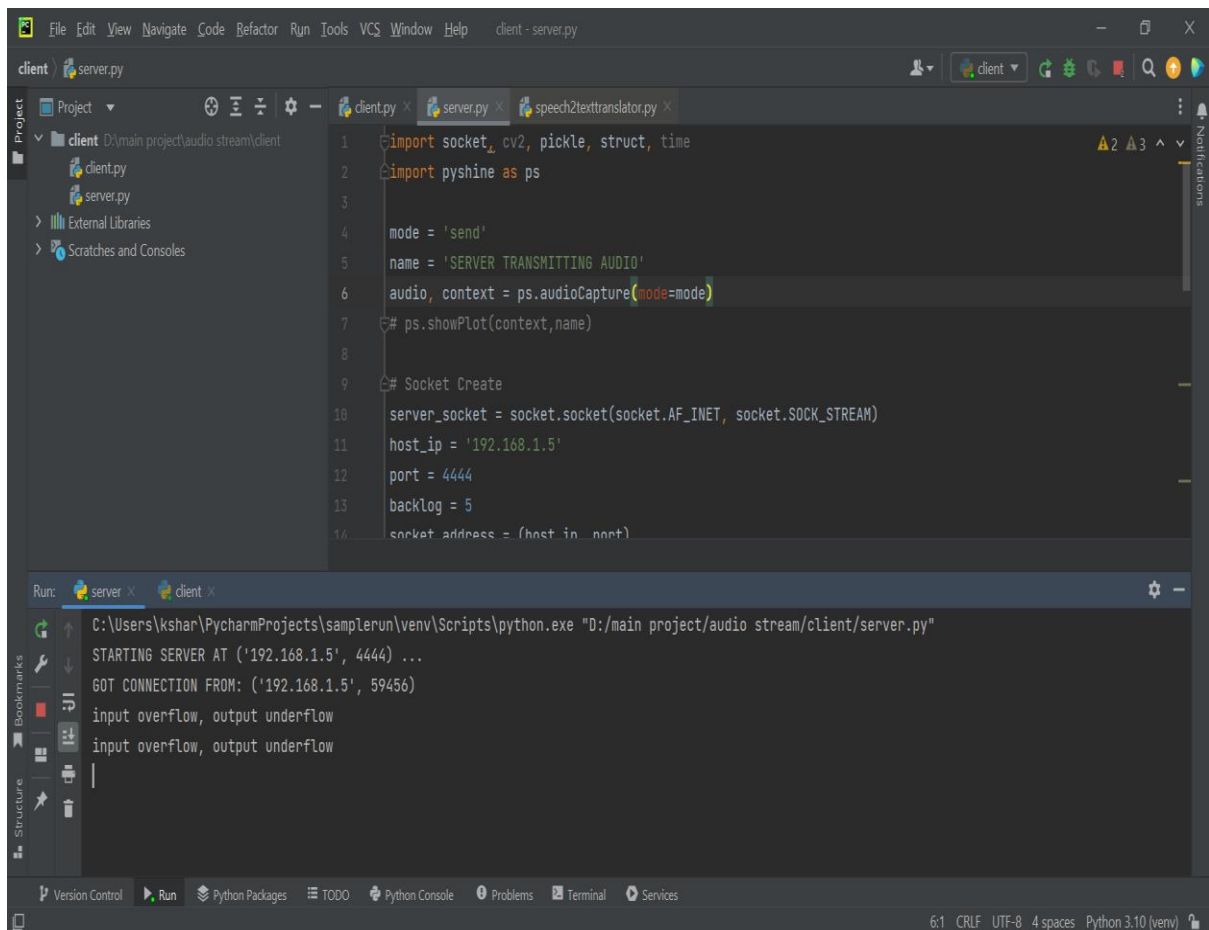 File Edit View Navigate Code Refactor Run Tools VCS Window Help client - server.py
client server.py client
Project client.py server.py speech2texttranslator.py
Project
client D:\main project\audio stream\client
client.py
server.py
External Libraries
Scratches and Consoles
1 import socket, cv2, pickle, struct, time
2 import pyshine as ps
3
4 mode = 'send'
5 name = 'SERVER TRANSMITTING AUDIO'
6 audio, context = ps.audioCapture(mode=mode)
7 # ps.showPlot(context,name)
8
9 # Socket Create
10 server_socket = socket.socket(socket.AF_INET, socket.SOCK_STREAM)
11 host_ip = '192.168.1.5'
12 port = 4444
13 backlog = 5
14 socket_address = (host_ip, port)
2 3
Notifications
Run: server client
C:\Users\kshar\PycharmProjects\samplerun\venv\Scripts\python.exe "D:/main project/audio stream/client/server.py"
STARTING SERVER AT ('192.168.1.5', 4444) ...
GOT CONNECTION FROM: ('192.168.1.5', 59456)
input overflow, output underflow
input overflow, output underflow
Bookmarks
Structure
Version Control Run Python Packages TODO Python Console Problems Terminal Services
6:1 CRLF UTF-8 4 spaces Python 3.10 (venv)